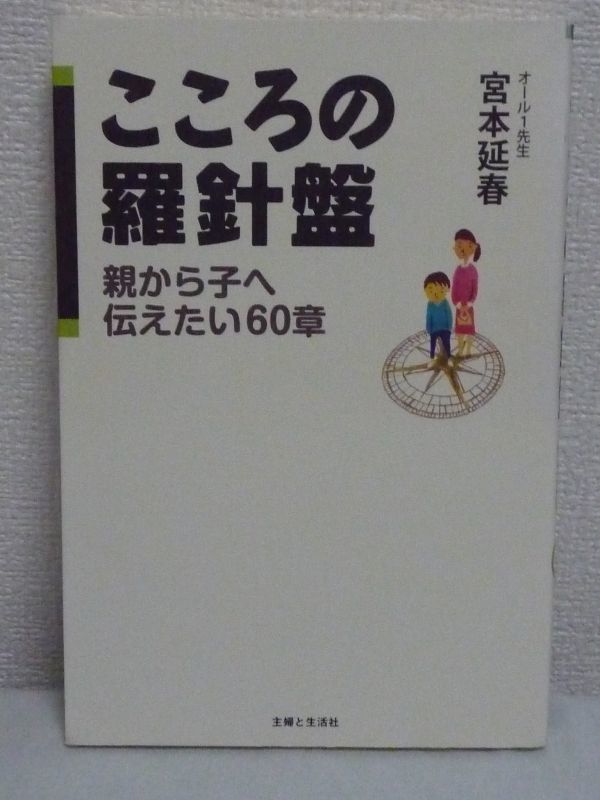 こころの
羅針盤
親から子へ
伝えたい60章
オール1先生
宮本延春
主婦と生活社